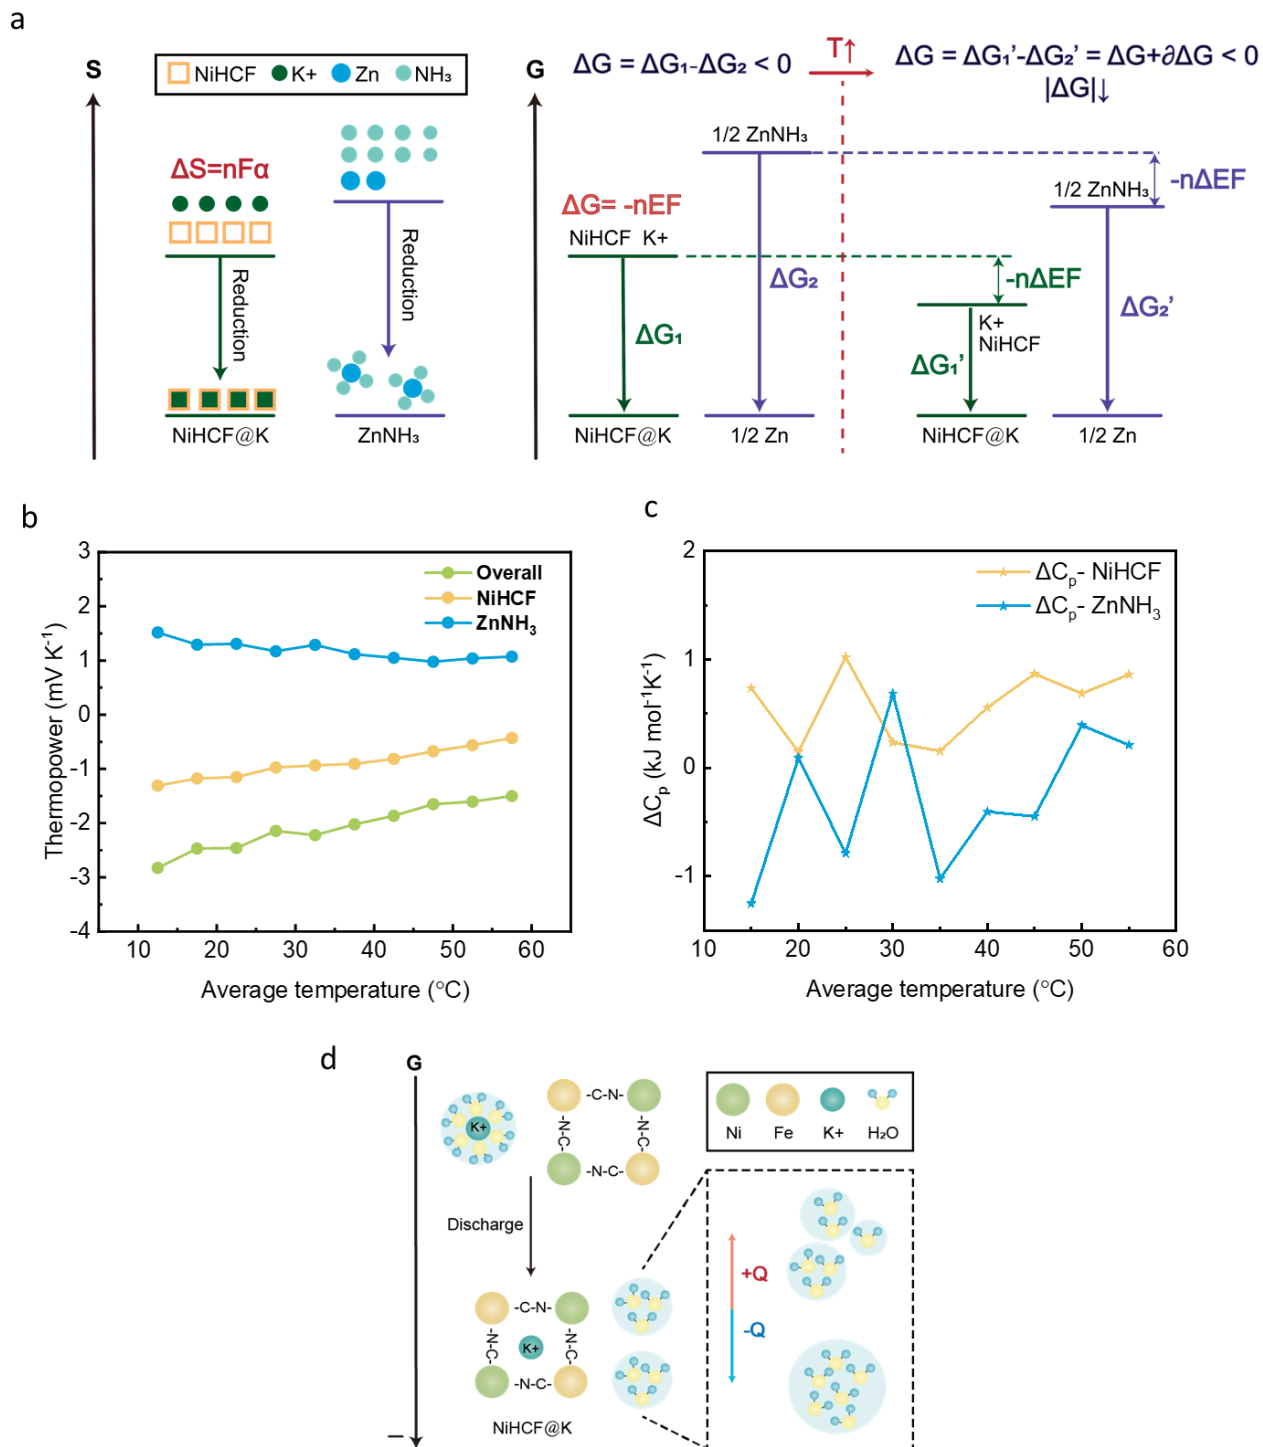 a
S
NiHCF K+ Zn NH₃
ΔS=nFα
Reduction
Reduction
NiHCF@K
ZnNH₃
G
ΔG = ΔG₁-ΔG₂ < 0
T↑
ΔG = ΔG₁'-ΔG₂' = ΔG+∂ΔG < 0
|ΔG|↓
1/2 ZnNH₃
ΔG= -nEF
NiHCF K+
ΔG₂
ΔG₁
NiHCF@K
1/2 Zn
1/2 ZnNH₃
-nΔEF
-nΔEF
K+
NiHCF
ΔG₁'
ΔG₂'
NiHCF@K
1/2 Zn
b
Thermopower (mV K⁻¹)
3
2
1
0
-1
-2
-3
-4
Overall
NiHCF
ZnNH₃
10 20 30 40 50 60
Average temperature (°C)
c
ΔCₚ (kJ mol⁻¹K⁻¹)
2
1
0
-1
ΔCₚ- NiHCF
ΔCₚ- ZnNH₃
10 20 30 40 50 60
Average temperature (°C)
d
G
K+
-C-N-
-N-C-
-N-C-
-N-C-
Ni Fe K+ H₂O
Discharge
-C-N-
-N-C-
K+
-N-C-
-N-C-
NiHCF@K
+Q
-Q